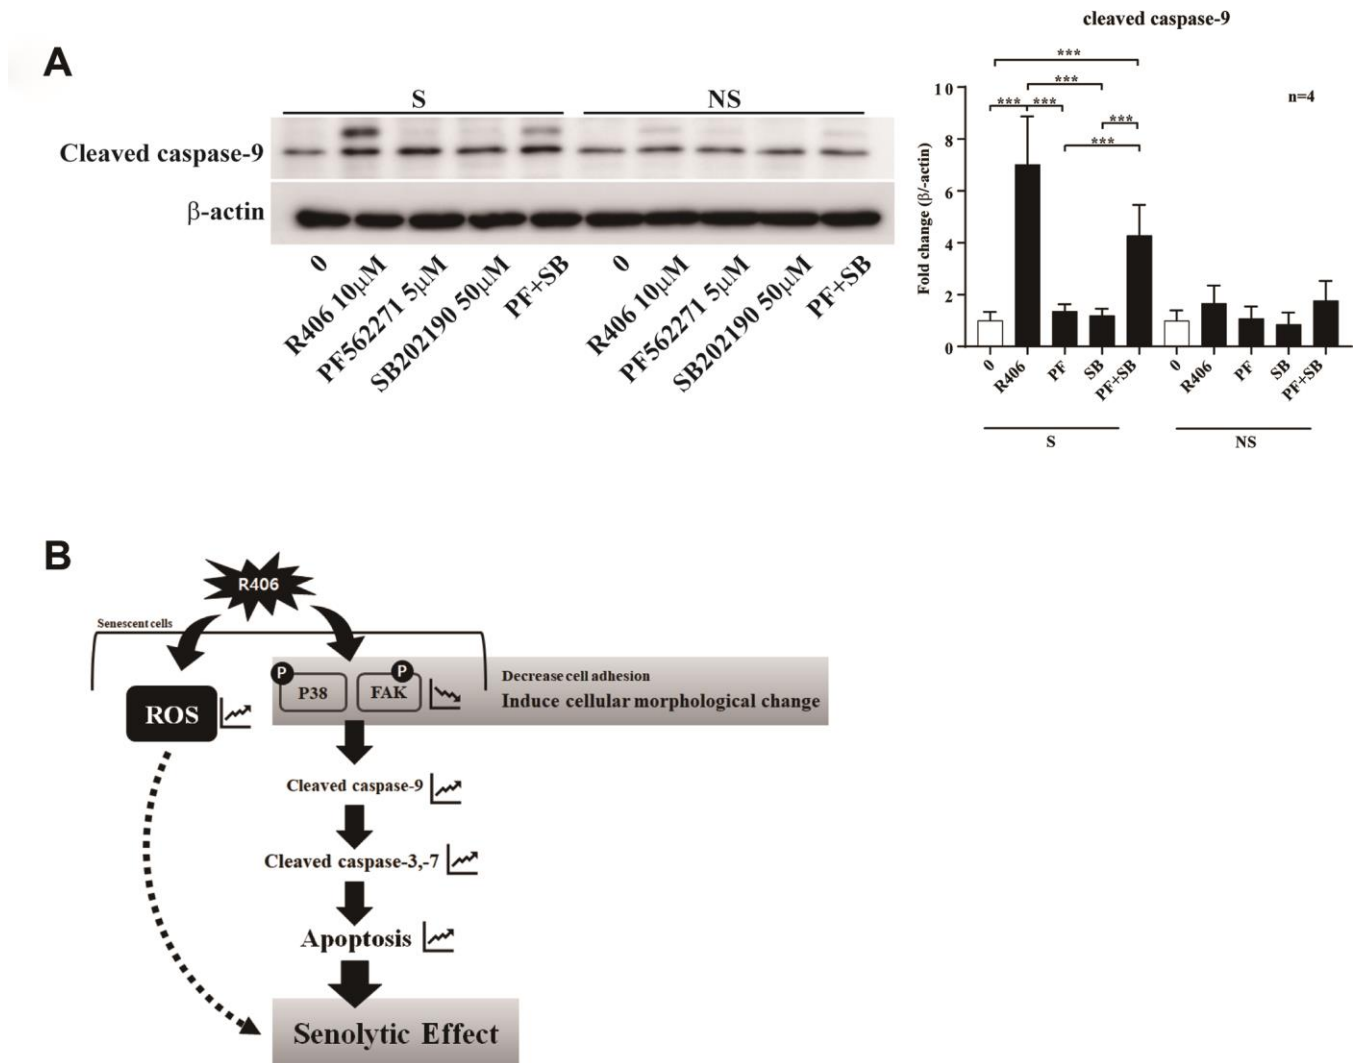 A
S
NS
Cleaved caspase-9
β-actin
0
R406 10μM
PF562271 5μM
SB202190 50μM
PF+SB
0
R406 10μM
PF562271 5μM
SB202190 50μM
PF+SB
cleaved caspase-9
***
***
*** ***
***
***
n=4
Fold change (β/-actin)
10
8
6
4
2
0
0
R406
PF
SB
PF+SB
0
R406
PF
SB
PF+SB
S
NS
B
R406
Senescent cells
P
P
P38
FAK
Decrease cell adhesion
Induce cellular morphological change
ROS
Cleaved caspase-9
Cleaved caspase-3,-7
Apoptosis
Senolytic Effect